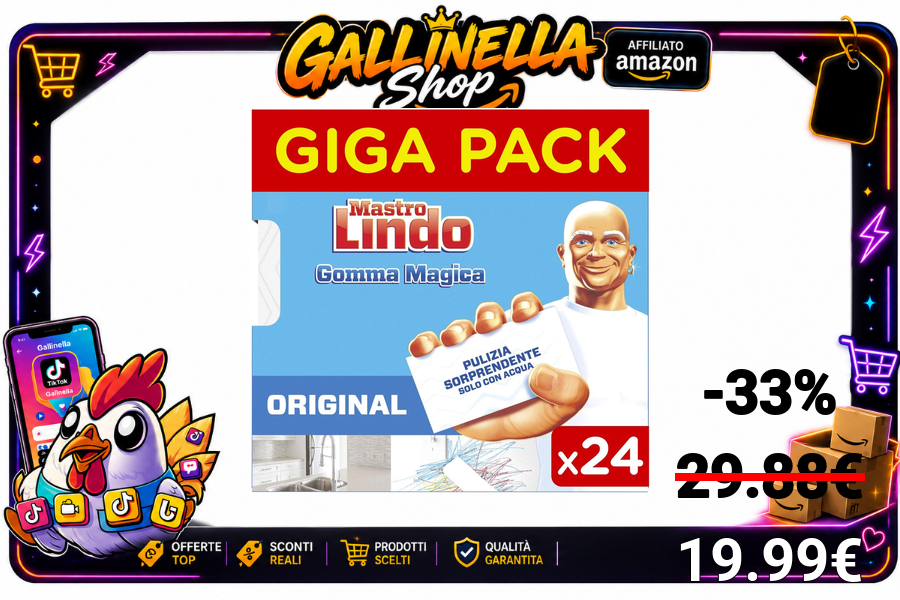 GALLINELLA
Shop
AFFILIATO
amazon
GIGA PACK
Mastro
Lindo
Gomma Magica
PULIZIA
SORPRENDENTE
SOLO CON ACQUA
ORIGINAL
x24
Gallinella
TikTok
Gallinella
-33%
29.88€
19.99€
OFFERTE
TOP
SCONTI
REALI
PRODOTTI
SCELTI
QUALITÀ
GARANTITA